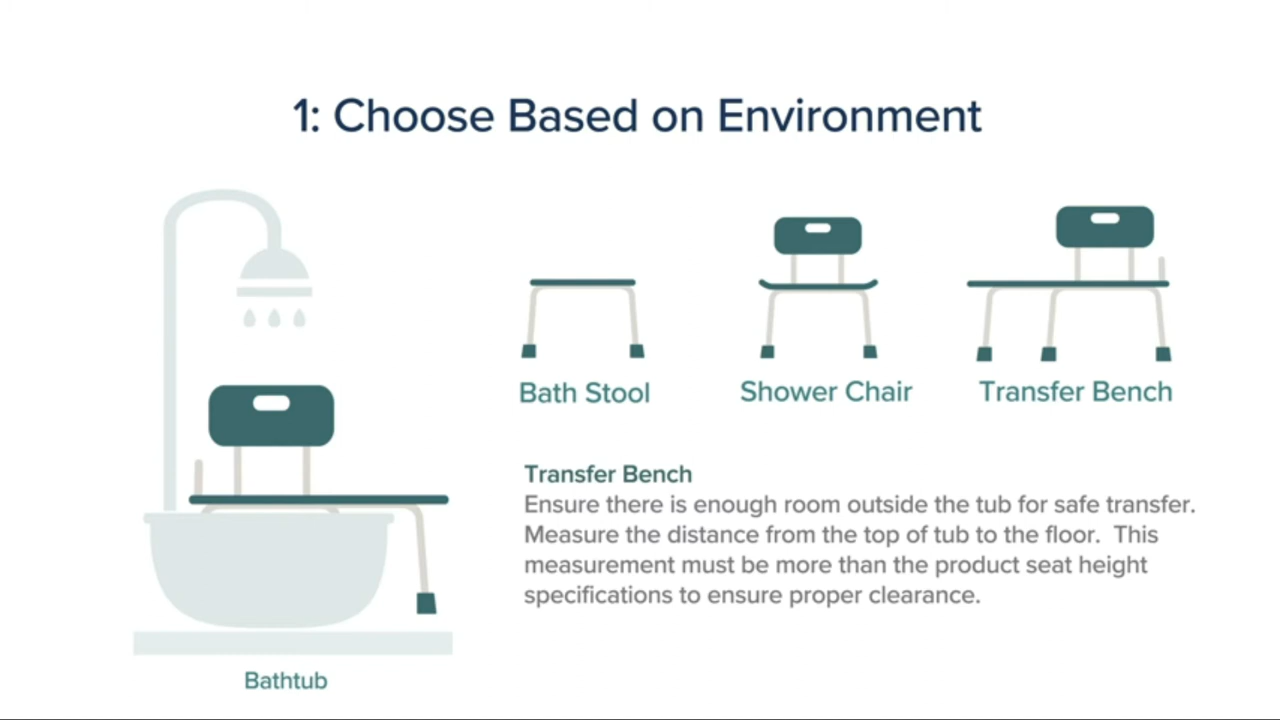 1: Choose Based on Environment
Bath Stool
Shower Chair
Transfer Bench
Transfer Bench
Ensure there is enough room outside the tub for safe transfer.
Measure the distance from the top of tub to the floor.  This
measurement must be more than the product seat height
specifications to ensure proper clearance.
Bathtub